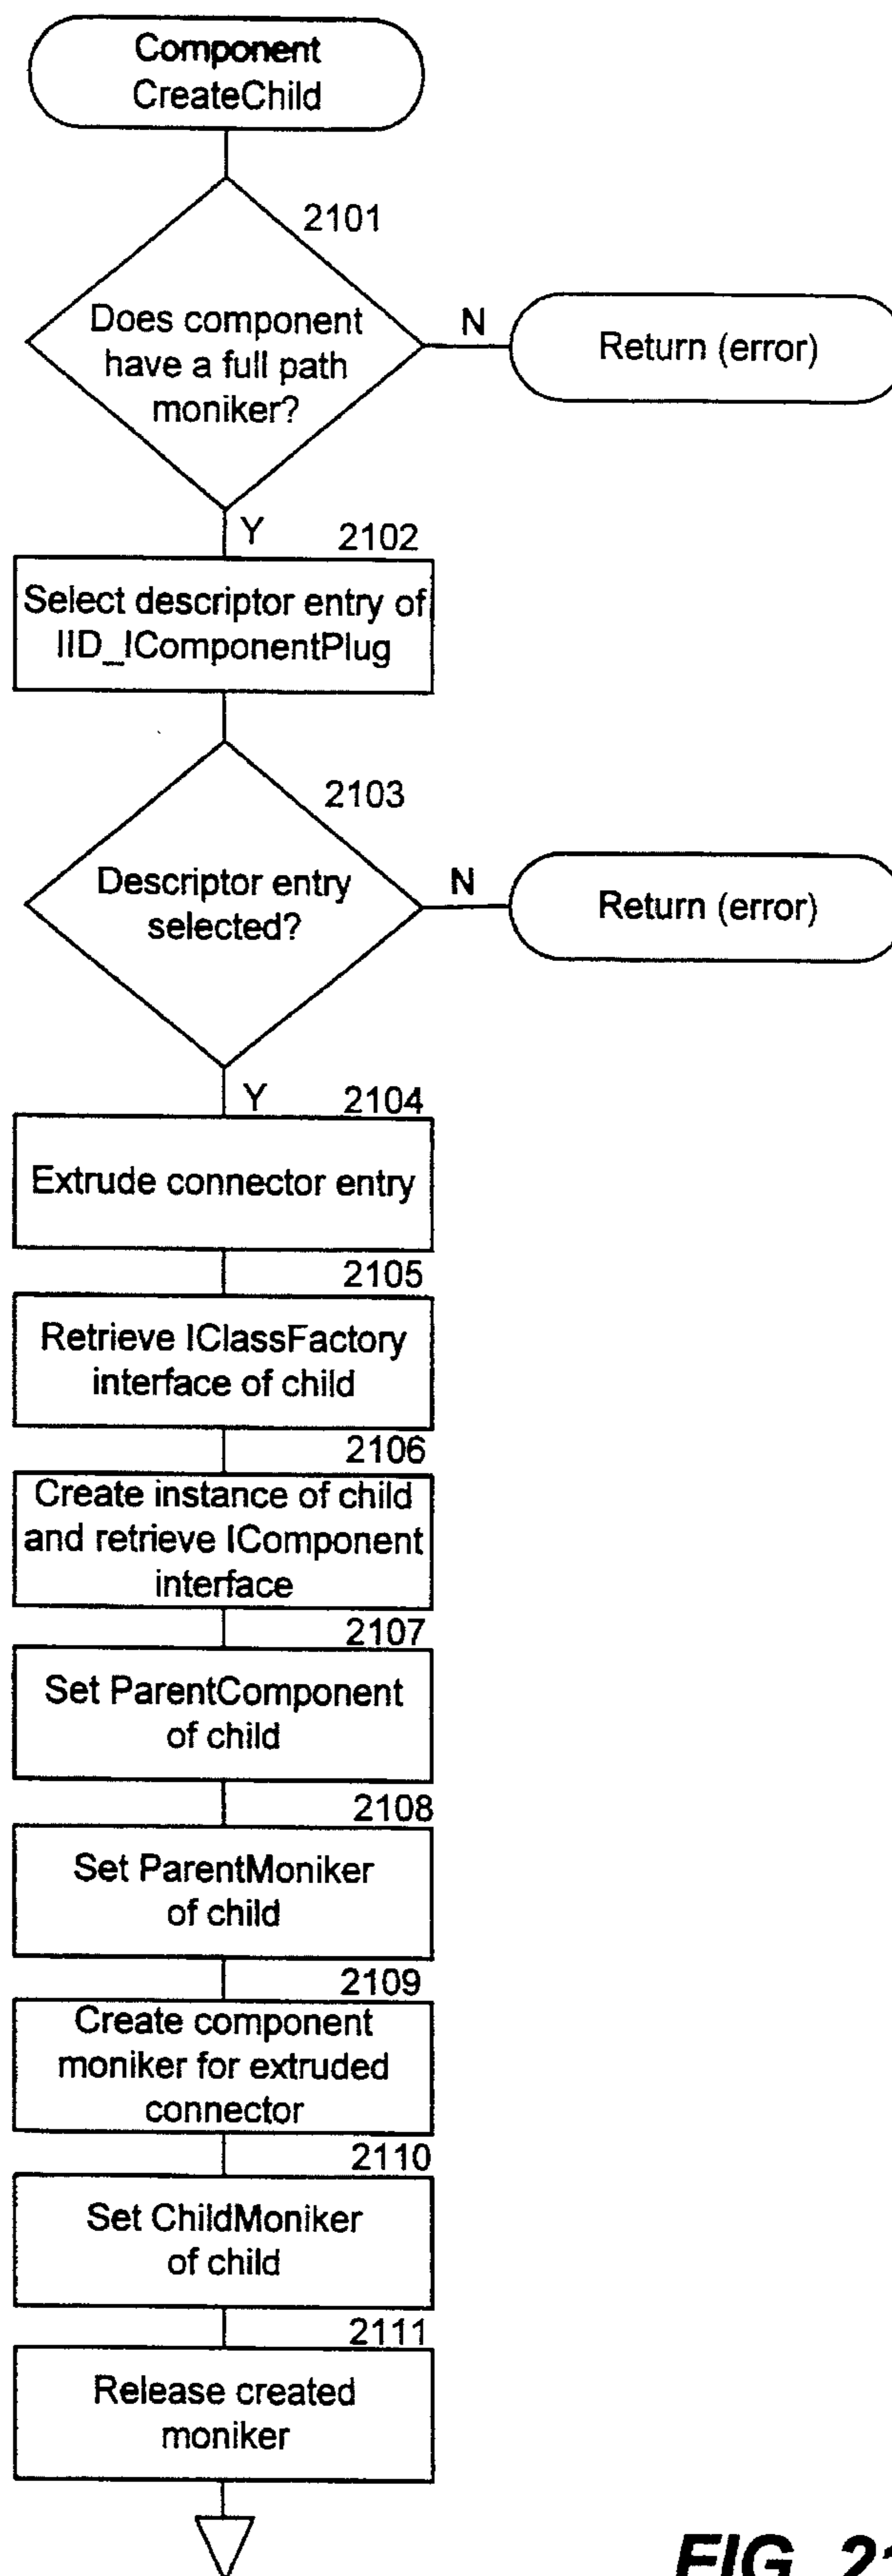 Component
CreateChild
2101
Does component
have a full path
moniker?
N
Return (error)
Y
2102
Select descriptor entry of
IID_IComponentPlug
2103
Descriptor entry
selected?
N
Return (error)
Y
2104
Extrude connector entry
2105
Retrieve IClassFactory
interface of child
2106
Create instance of child
and retrieve IComponent
interface
2107
Set ParentComponent
of child
2108
Set ParentMoniker
of child
2109
Create component
moniker for extruded
connector
2110
Set ChildMoniker
of child
2111
Release created
moniker
FIG. 21